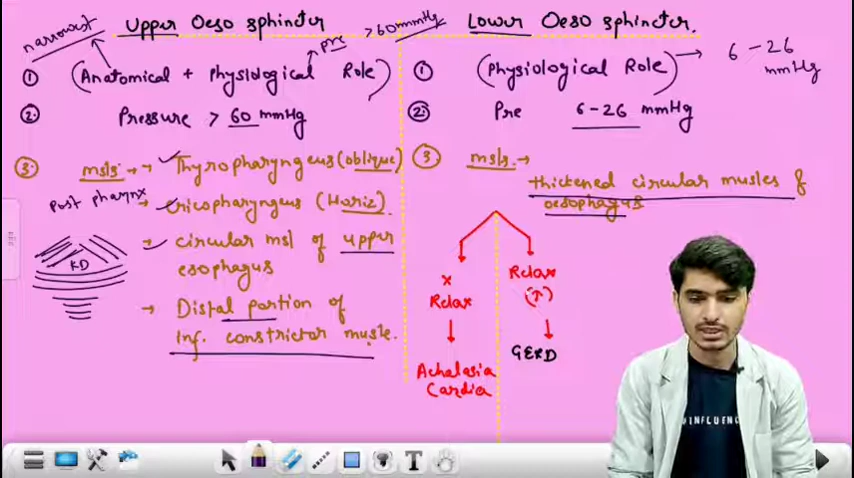 narrowest
Upper Oeso sphincter
① (Anatomical + physiological Role)
pre
>60mmHg
② Pressure > 60 mmHg
③ msls → Thyropharyngeus (oblique)
Post pharynx
→ cricopharyngeus (Horiz).
→ circular msl of upper
esophagus
KD
→ Distal portion of
Inf. constrictor muscle.
Lower Oeso sphincter.
① (Physiological Role) → 6-26
mmHg
② Pre 6-26 mmHg
③ msls. →
thickened circular musles of
oesophagus
x
Relax
Achalasia
Cardia
Relax
(↑)
GERD
INFLUENC
T